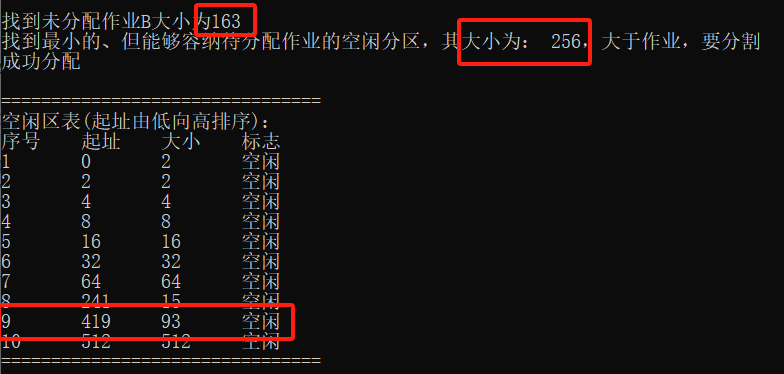 找到未分配作业B大小为163
找到最小的、但能够容纳待分配作业的空闲分区，其大小为： 256，大于作业，要分割
成功分配
================================
空闲区表(起址由低向高排序)：
序号 起址 大小 标志
1 0 2 空闲
2 2 2 空闲
3 4 4 空闲
4 8 8 空闲
5 16 16 空闲
6 32 32 空闲
7 64 64 空闲
8 241 15 空闲
9 419 93 空闲
10 512 512 空闲
================================